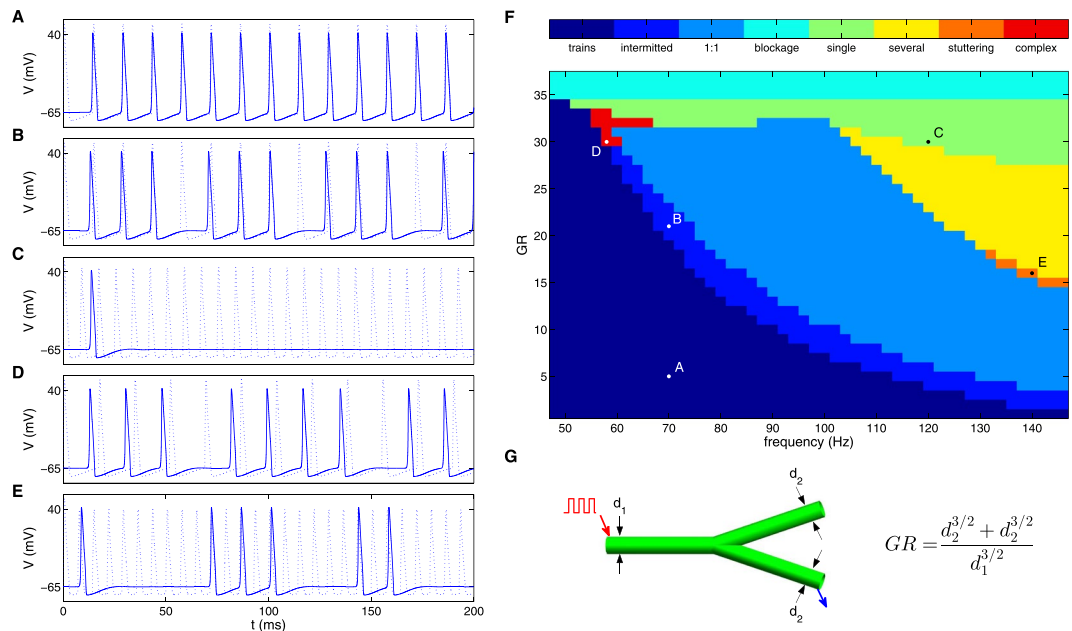 A
V (mV)
40
−65
B
V (mV)
40
−65
C
V (mV)
40
−65
D
V (mV)
40
−65
E
V (mV)
40
−65
0 50 100 150 200
t (ms)
F
trains intermitted 1:1 blockage single several stuttering complex
GR
35
30
25
20
15
10
5
A
B
C
D
E
50 60 70 80 90 100 110 120 130 140
frequency (Hz)
G
d1
d2
d2
GR = (d2^3/2 + d2^3/2) / d1^3/2